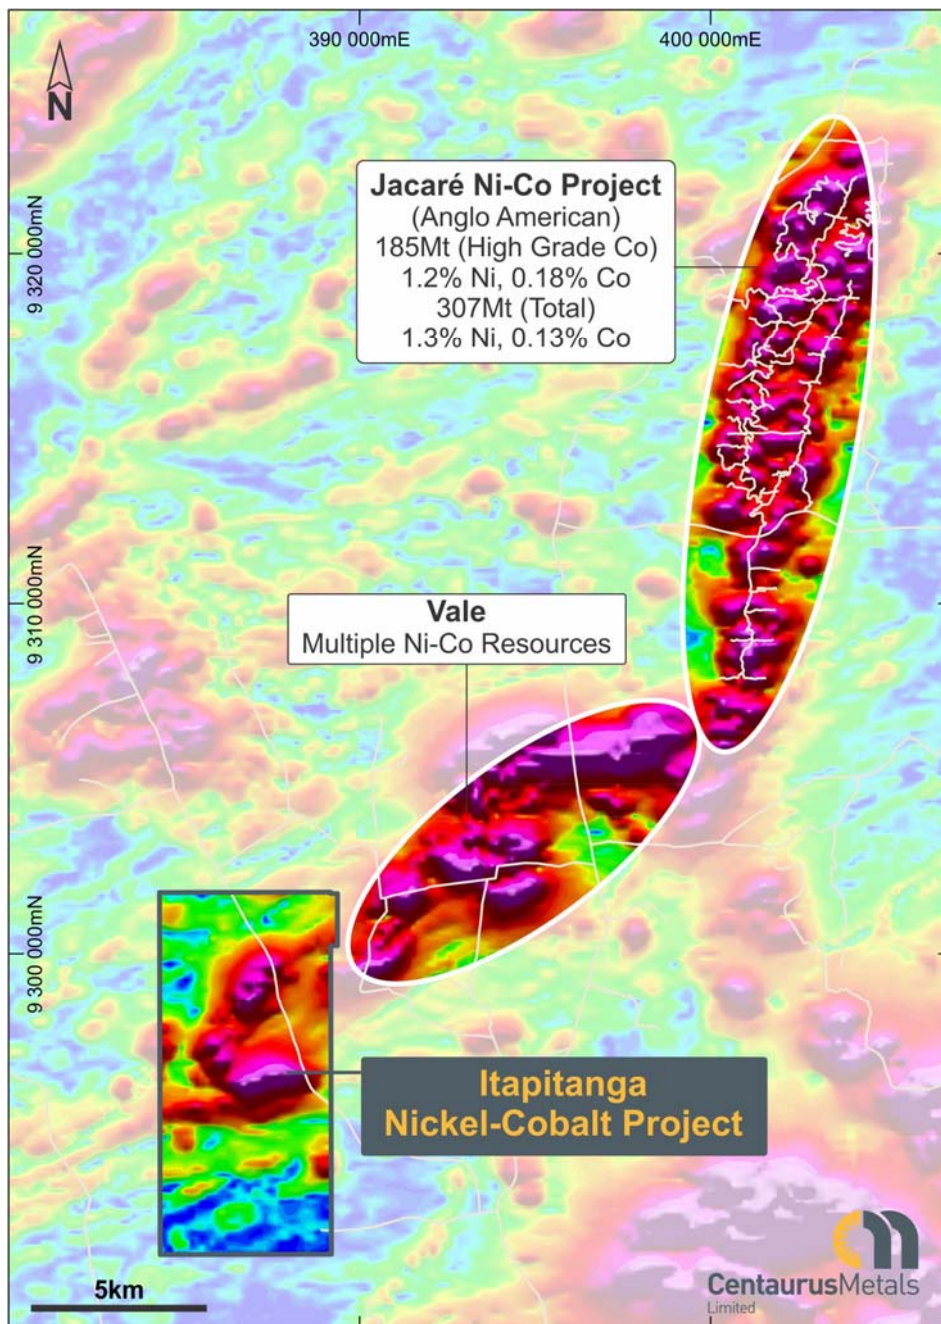 390 000mE
400 000mE
N
Jacaré Ni-Co Project
(Anglo American)
185Mt (High Grade Co)
1.2% Ni, 0.18% Co
307Mt (Total)
1.3% Ni, 0.13% Co
9 320 000mN
9 310 000mN
Vale
Multiple Ni-Co Resources
9 300 000mN
Itapitanga
Nickel-Cobalt Project
5km
CentaurusMetals
Limited